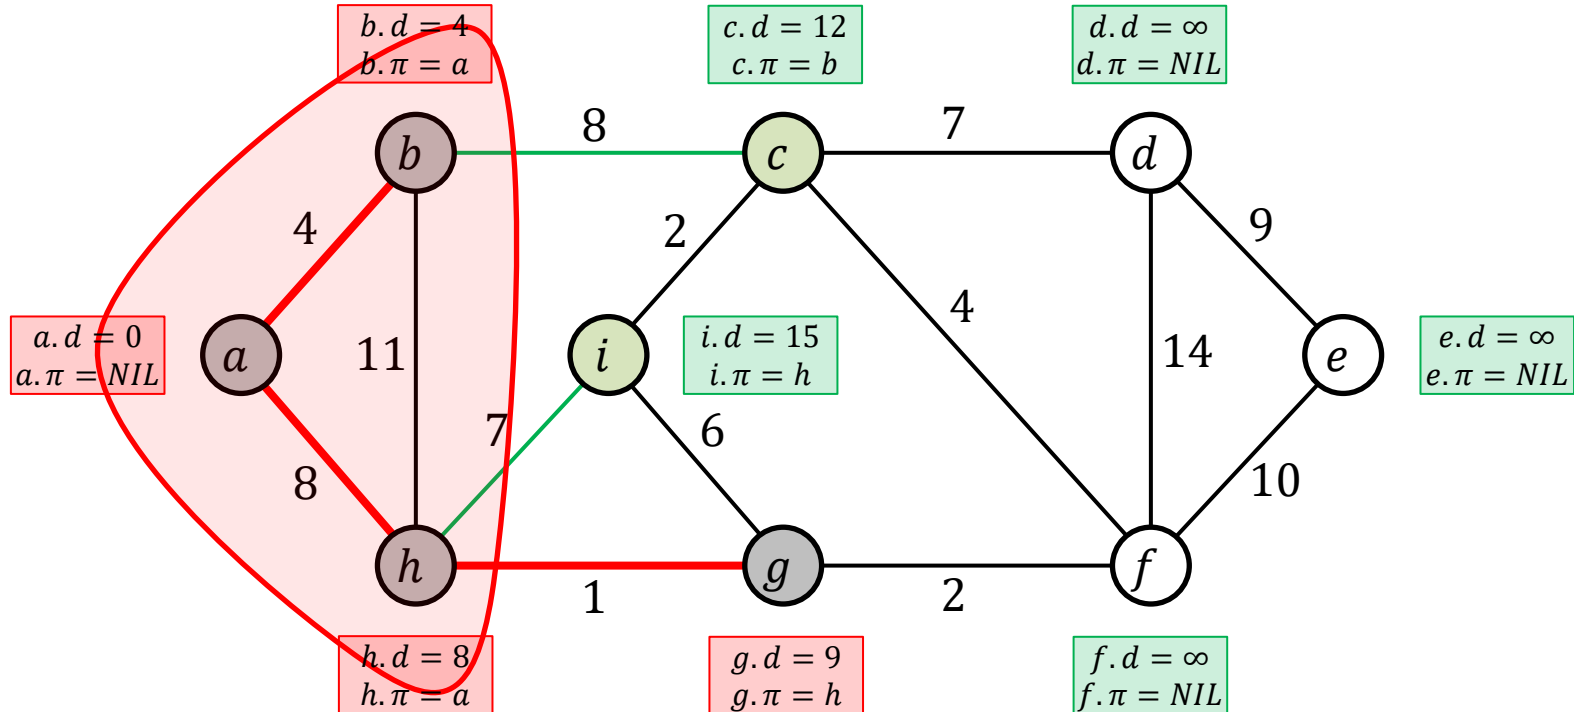 b.d = 4
b.π = a
c.d = 12
c.π = b
d.d = ∞
d.π = NIL
8
7
b
c
d
4
2
9
4
a.d = 0
a.π = NIL
a
11
i
i.d = 15
i.π = h
14
e
e.d = ∞
e.π = NIL
7
6
8
10
h
g
f
1
2
h.d = 8
h.π = a
g.d = 9
g.π = h
f.d = ∞
f.π = NIL